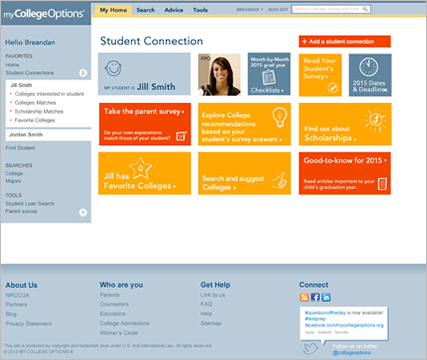 myCollegeOptions®
My Home Search Advice Tools
BREANDAN SIGN OUT
Hello Breandan
FAVORITES
Home
Student Connections 2
Jill Smith
Colleges interested in student
Colleges Matches
Scholarship Matches
Favorite Colleges
Jordan Smith
Find Student
SEARCHES
College
Majors
TOOLS
Student Loan Search
Parent survey 1
Student Connection
+ Add a student connection
MY STUDENT IS Jill Smith
FPO
Month-by-Month
2015 grad year
Checklists
Read Your
Student's
Survey
2015 Dates
& Deadlines
Take the parent survey
Do your own expecations
match those of your student?
Explore College
recommendations
based on your
student's survey answers
Find out about
Scholarships
Jill has 0
Favorite Colleges
Search and suggest
Colleges
Good-to-know for 2015
Read articles important to your
child's graduation year.
About Us
NRCCUA
Partners
Blog
Privacy Statement
Who are you
Parents
Counselors
Educators
College Admissions
Winner's Circle
Get Help
Link to us
FAQ
Help
Sitemap
Connect
#questionoftheday is now available!
#testprep
facebook.com/mycollegeoptions.org
reply retweet favorite
Follow us on twitter
@collegeoptions
This site is protected by copyright and trademark laws under U.S. and International Law. All rights reserved.
© 2013 MY COLLEGE OPTIONS ®